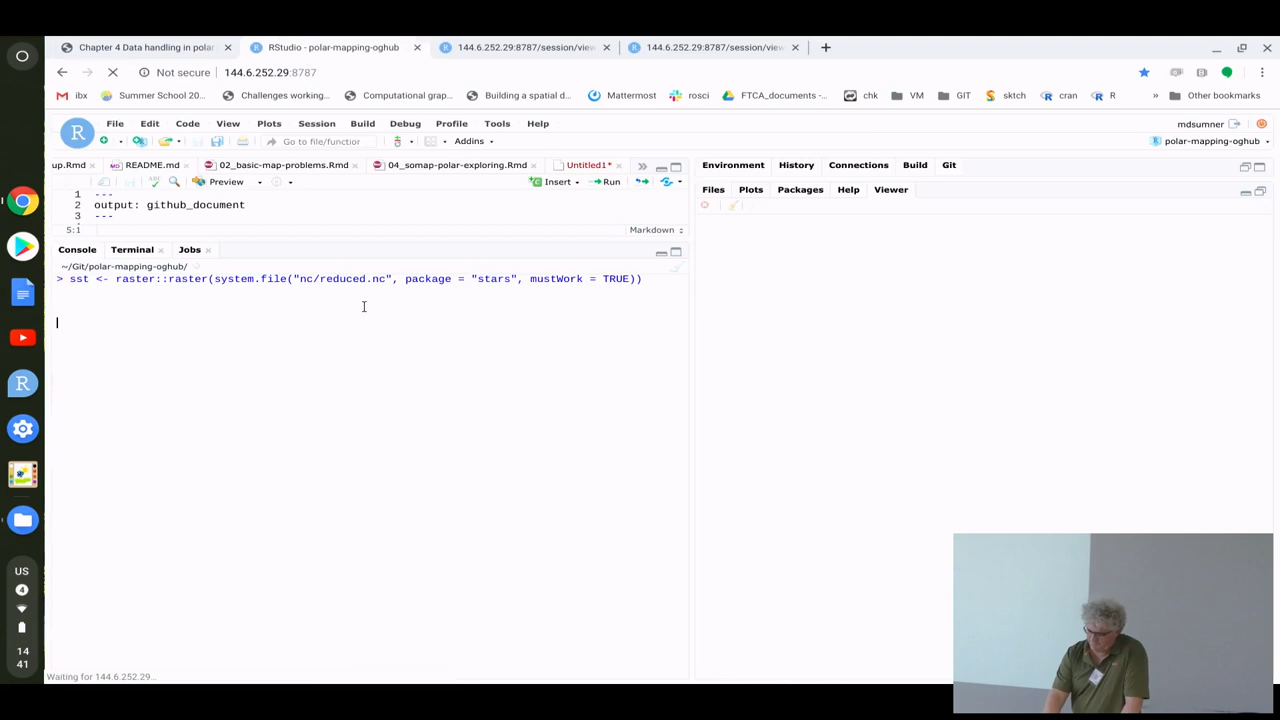 Chapter 4 Data handling in polar
RStudio - polar-mapping-oghub
144.6.252.29:8787/session/view
144.6.252.29:8787/session/view
Not secure
144.6.252.29:8787
ibx
Summer School 20...
Challenges working...
Computational grap...
Building a spatial d...
Mattermost
rosci
FTCA_documents -...
chk
VM
GIT
sktch
cran
R
»
Other bookmarks
File Edit Code View Plots Session Build Debug Profile Tools Help
mdsumner
Go to file/function
Addins
polar-mapping-oghub
up.Rmd
README.md
02_basic-map-problems.Rmd
04_somap-polar-exploring.Rmd
Untitled1*
Environment History Connections Build Git
Preview
Insert
Run
Files Plots Packages Help Viewer
1 ---
2 output: github_document
3 ---
5:1
Markdown
Console Terminal Jobs
~/Git/polar-mapping-oghub/
> sst <- raster::raster(system.file("nc/reduced.nc", package = "stars", mustWork = TRUE))
US
4
14
41
Waiting for 144.6.252.29...